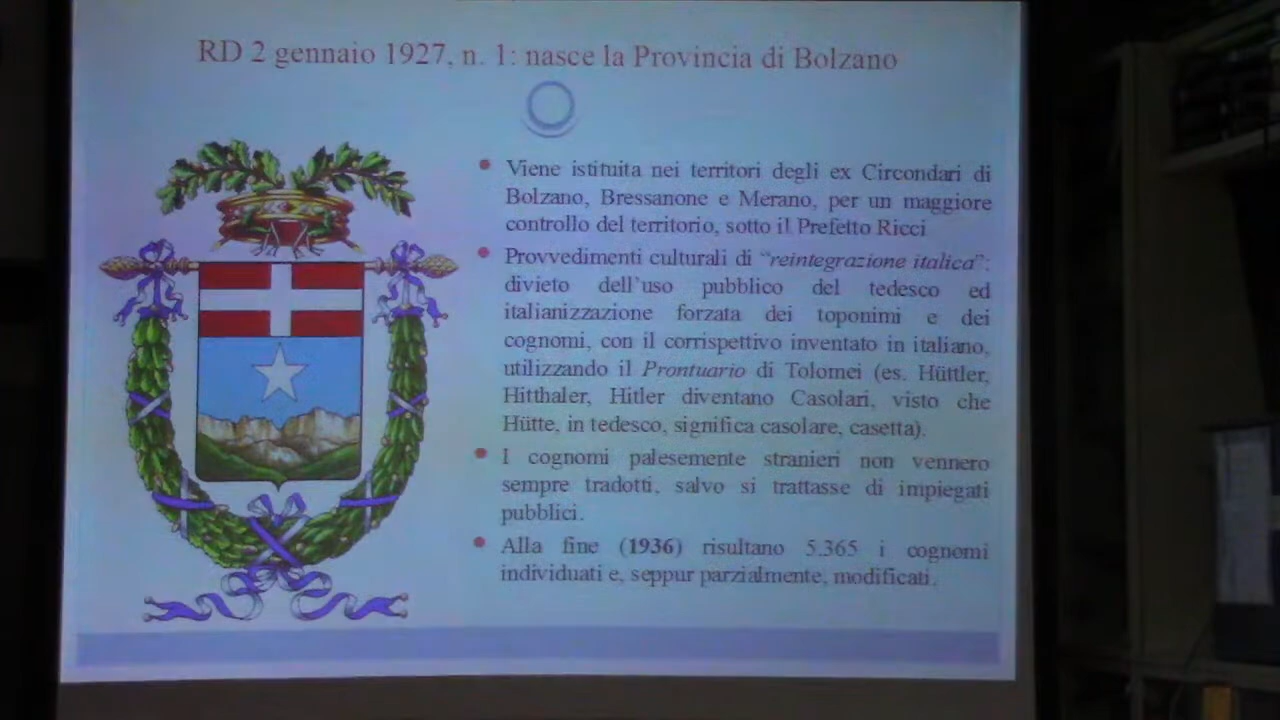 RD 2 gennaio 1927, n. 1: nasce la Provincia di Bolzano
• Viene istituita nei territori degli ex Circondari di
Bolzano, Bressanone e Merano, per un maggiore
controllo del territorio, sotto il Prefetto Ricci
• Provvedimenti culturali di “reintegrazione italica”:
divieto dell’uso pubblico del tedesco ed
italianizzazione forzata dei toponimi e dei
cognomi, con il corrispettivo inventato in italiano,
utilizzando il Prontuario di Tolomei (es. Hüttler,
Hitthaler, Hitler diventano Casolari, visto che
Hütte, in tedesco, significa casolare, casetta).
• I cognomi palesemente stranieri non vennero
sempre tradotti, salvo si trattasse di impiegati
pubblici.
• Alla fine (1936) risultano 5.365 i cognomi
individuati e, seppur parzialmente, modificati.